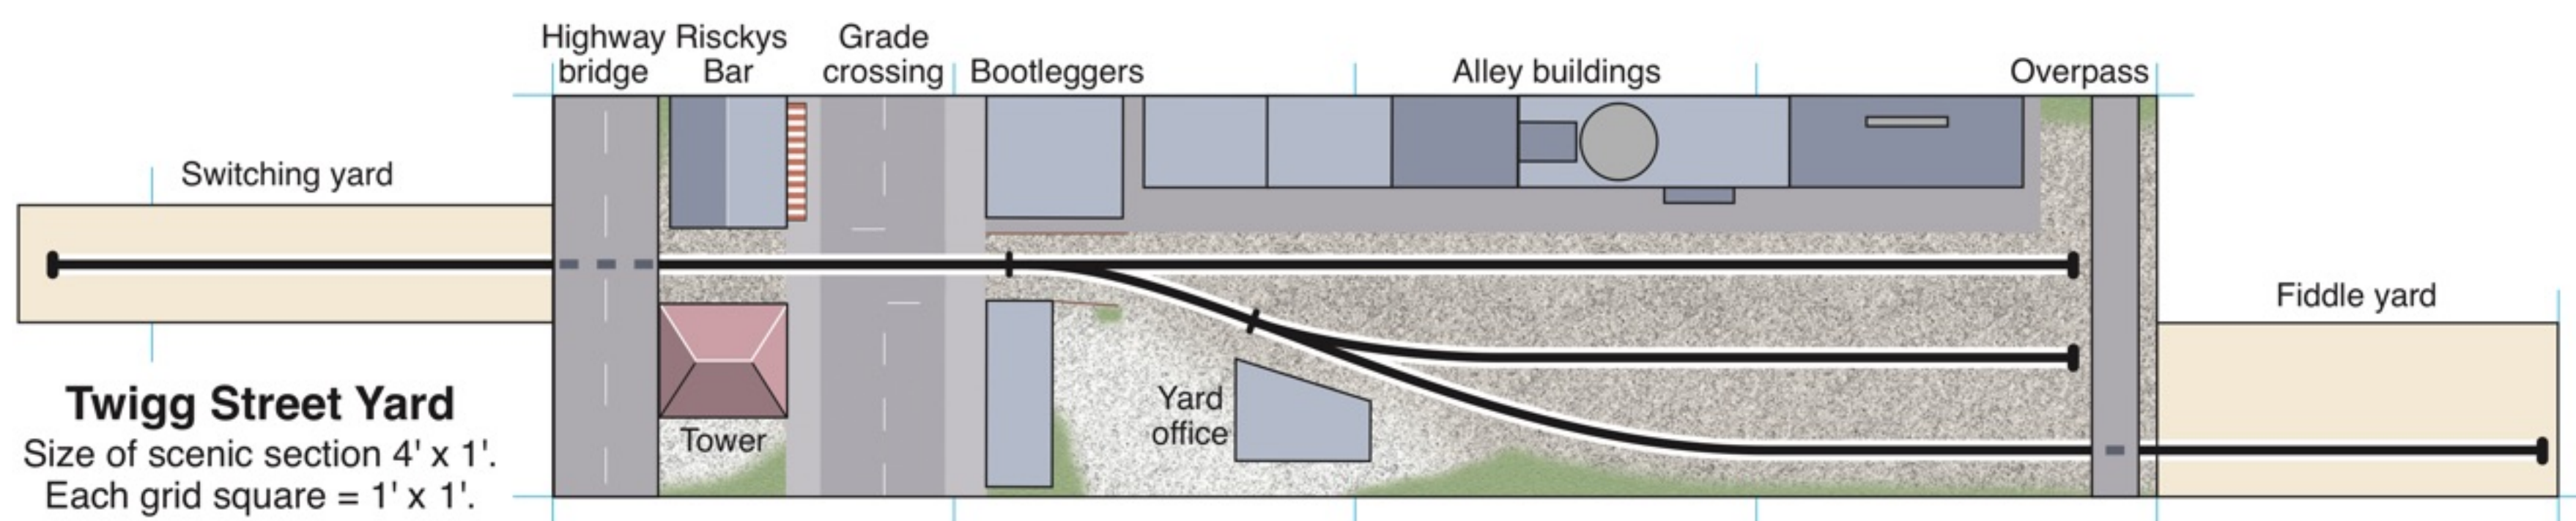 Highway
bridge
Risckys
Bar
Grade
crossing
Bootleggers
Alley buildings
Overpass
Switching yard
Fiddle yard
Twigg Street Yard
Size of scenic section 4' x 1'.
Each grid square = 1' x 1'.
Tower
Yard
office